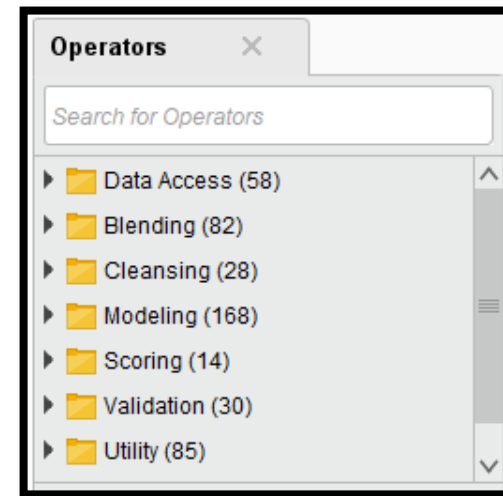 Operators
Search for Operators
Data Access (58)
Blending (82)
Cleansing (28)
Modeling (168)
Scoring (14)
Validation (30)
Utility (85)